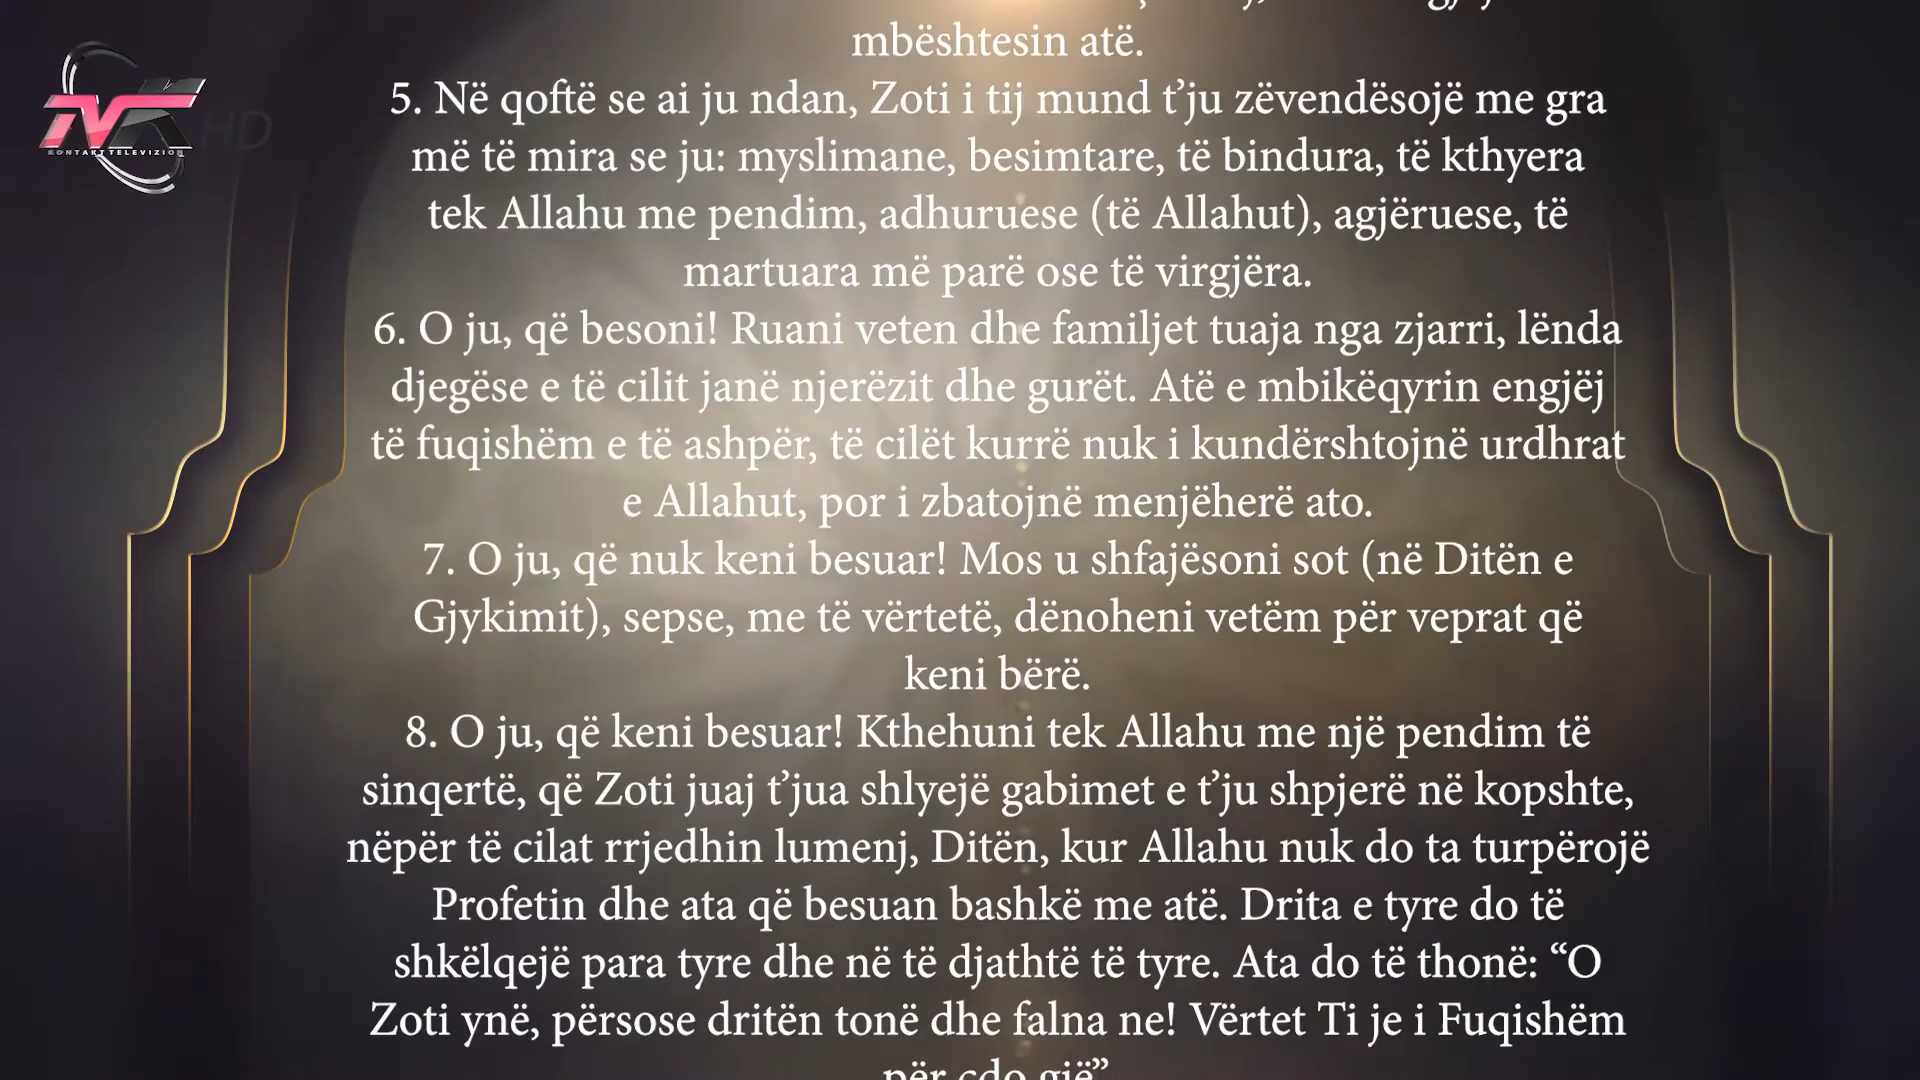 mbështesin atë.
5. Në qoftë se ai ju ndan, Zoti i tij mund t’ju zëvendësojë me gra
më të mira se ju: myslimane, besimtare, të bindura, të kthyera
tek Allahu me pendim, adhuruese (të Allahut), agjëruese, të
martuara më parë ose të virgjëra.
6. O ju, që besoni! Ruani veten dhe familjet tuaja nga zjarri, lënda
djegëse e të cilit janë njerëzit dhe gurët. Atë e mbikëqyrin engjëj
të fuqishëm e të ashpër, të cilët kurrë nuk i kundërshtojnë urdhrat
e Allahut, por i zbatojnë menjëherë ato.
7. O ju, që nuk keni besuar! Mos u shfajësoni sot (në Ditën e
Gjykimit), sepse, me të vërtetë, dënoheni vetëm për veprat që
keni bërë.
8. O ju, që keni besuar! Kthehuni tek Allahu me një pendim të
sinqertë, që Zoti juaj t’jua shlyejë gabimet e t’ju shpjerë në kopshte,
nëpër të cilat rrjedhin lumenj, Ditën, kur Allahu nuk do ta turpërojë
Profetin dhe ata që besuan bashkë me atë. Drita e tyre do të
shkëlqejë para tyre dhe në të djathtë të tyre. Ata do të thonë: “O
Zoti ynë, përsose dritën tonë dhe falna ne! Vërtet Ti je i Fuqishëm
për çdo gjë”
TVK HD
KONTAKT TELEVIZION